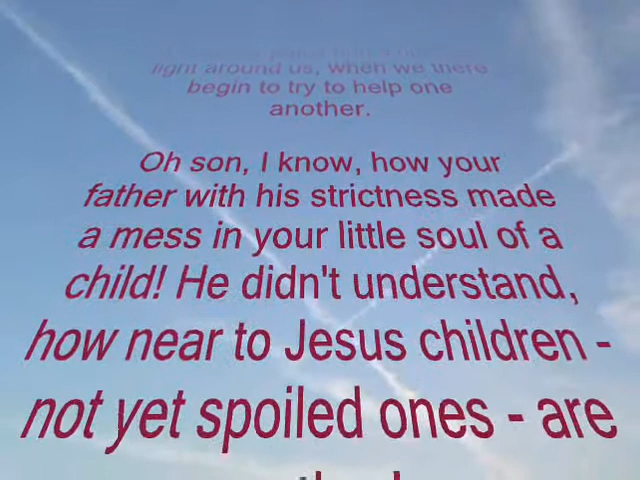 light around us, when we there
begin to try to help one
another.
Oh son, I know, how your
father with his strictness made
a mess in your little soul of a
child! He didn't understand,
how near to Jesus children -
not yet spoiled ones - are